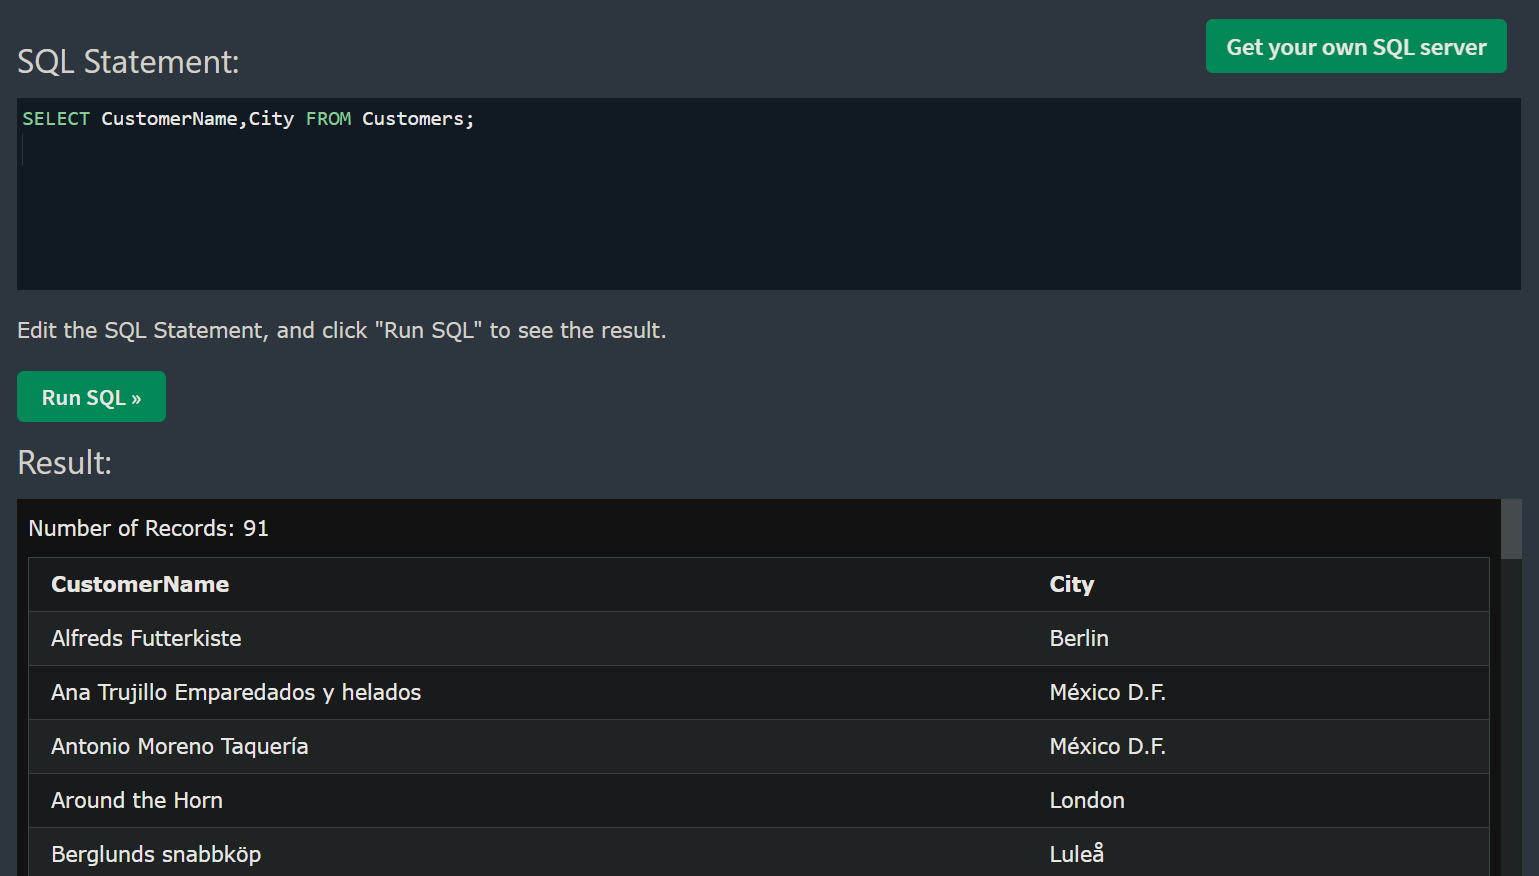 SQL Statement:
Get your own SQL server
SELECT CustomerName,City FROM Customers;
Edit the SQL Statement, and click "Run SQL" to see the result.
Run SQL »
Result:
Number of Records: 91
CustomerName City
Alfreds Futterkiste Berlin
Ana Trujillo Emparedados y helados México D.F.
Antonio Moreno Taquería México D.F.
Around the Horn London
Berglunds snabbköp Luleå